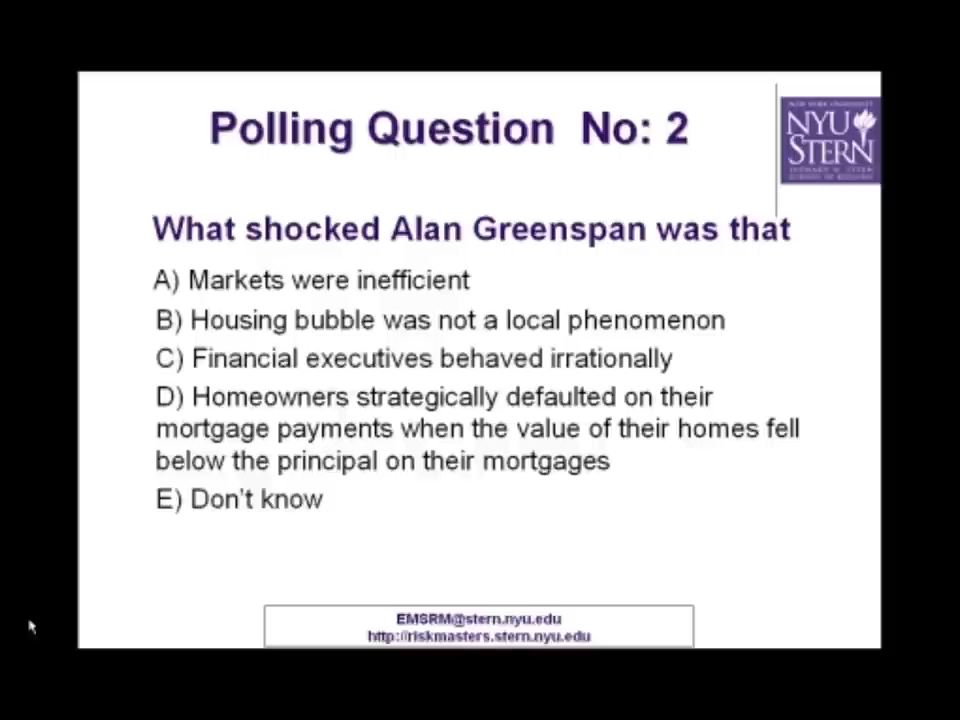 Polling Question No: 2
NYU
STERN
What shocked Alan Greenspan was that
A) Markets were inefficient
B) Housing bubble was not a local phenomenon
C) Financial executives behaved irrationally
D) Homeowners strategically defaulted on their
mortgage payments when the value of their homes fell
below the principal on their mortgages
E) Don't know
EMSRM@stern.nyu.edu
http://riskmasters.stern.nyu.edu